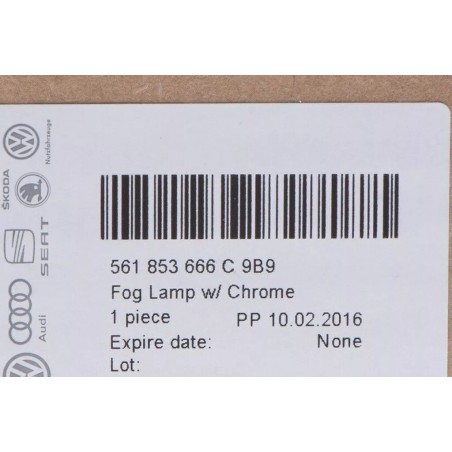 561 853 666 C 9B9
Fog Lamp w/ Chrome
1 piece PP 10.02.2016
Expire date: None
Lot:
Nutzfahrzeuge
ŠKODA
SEAT
Audi